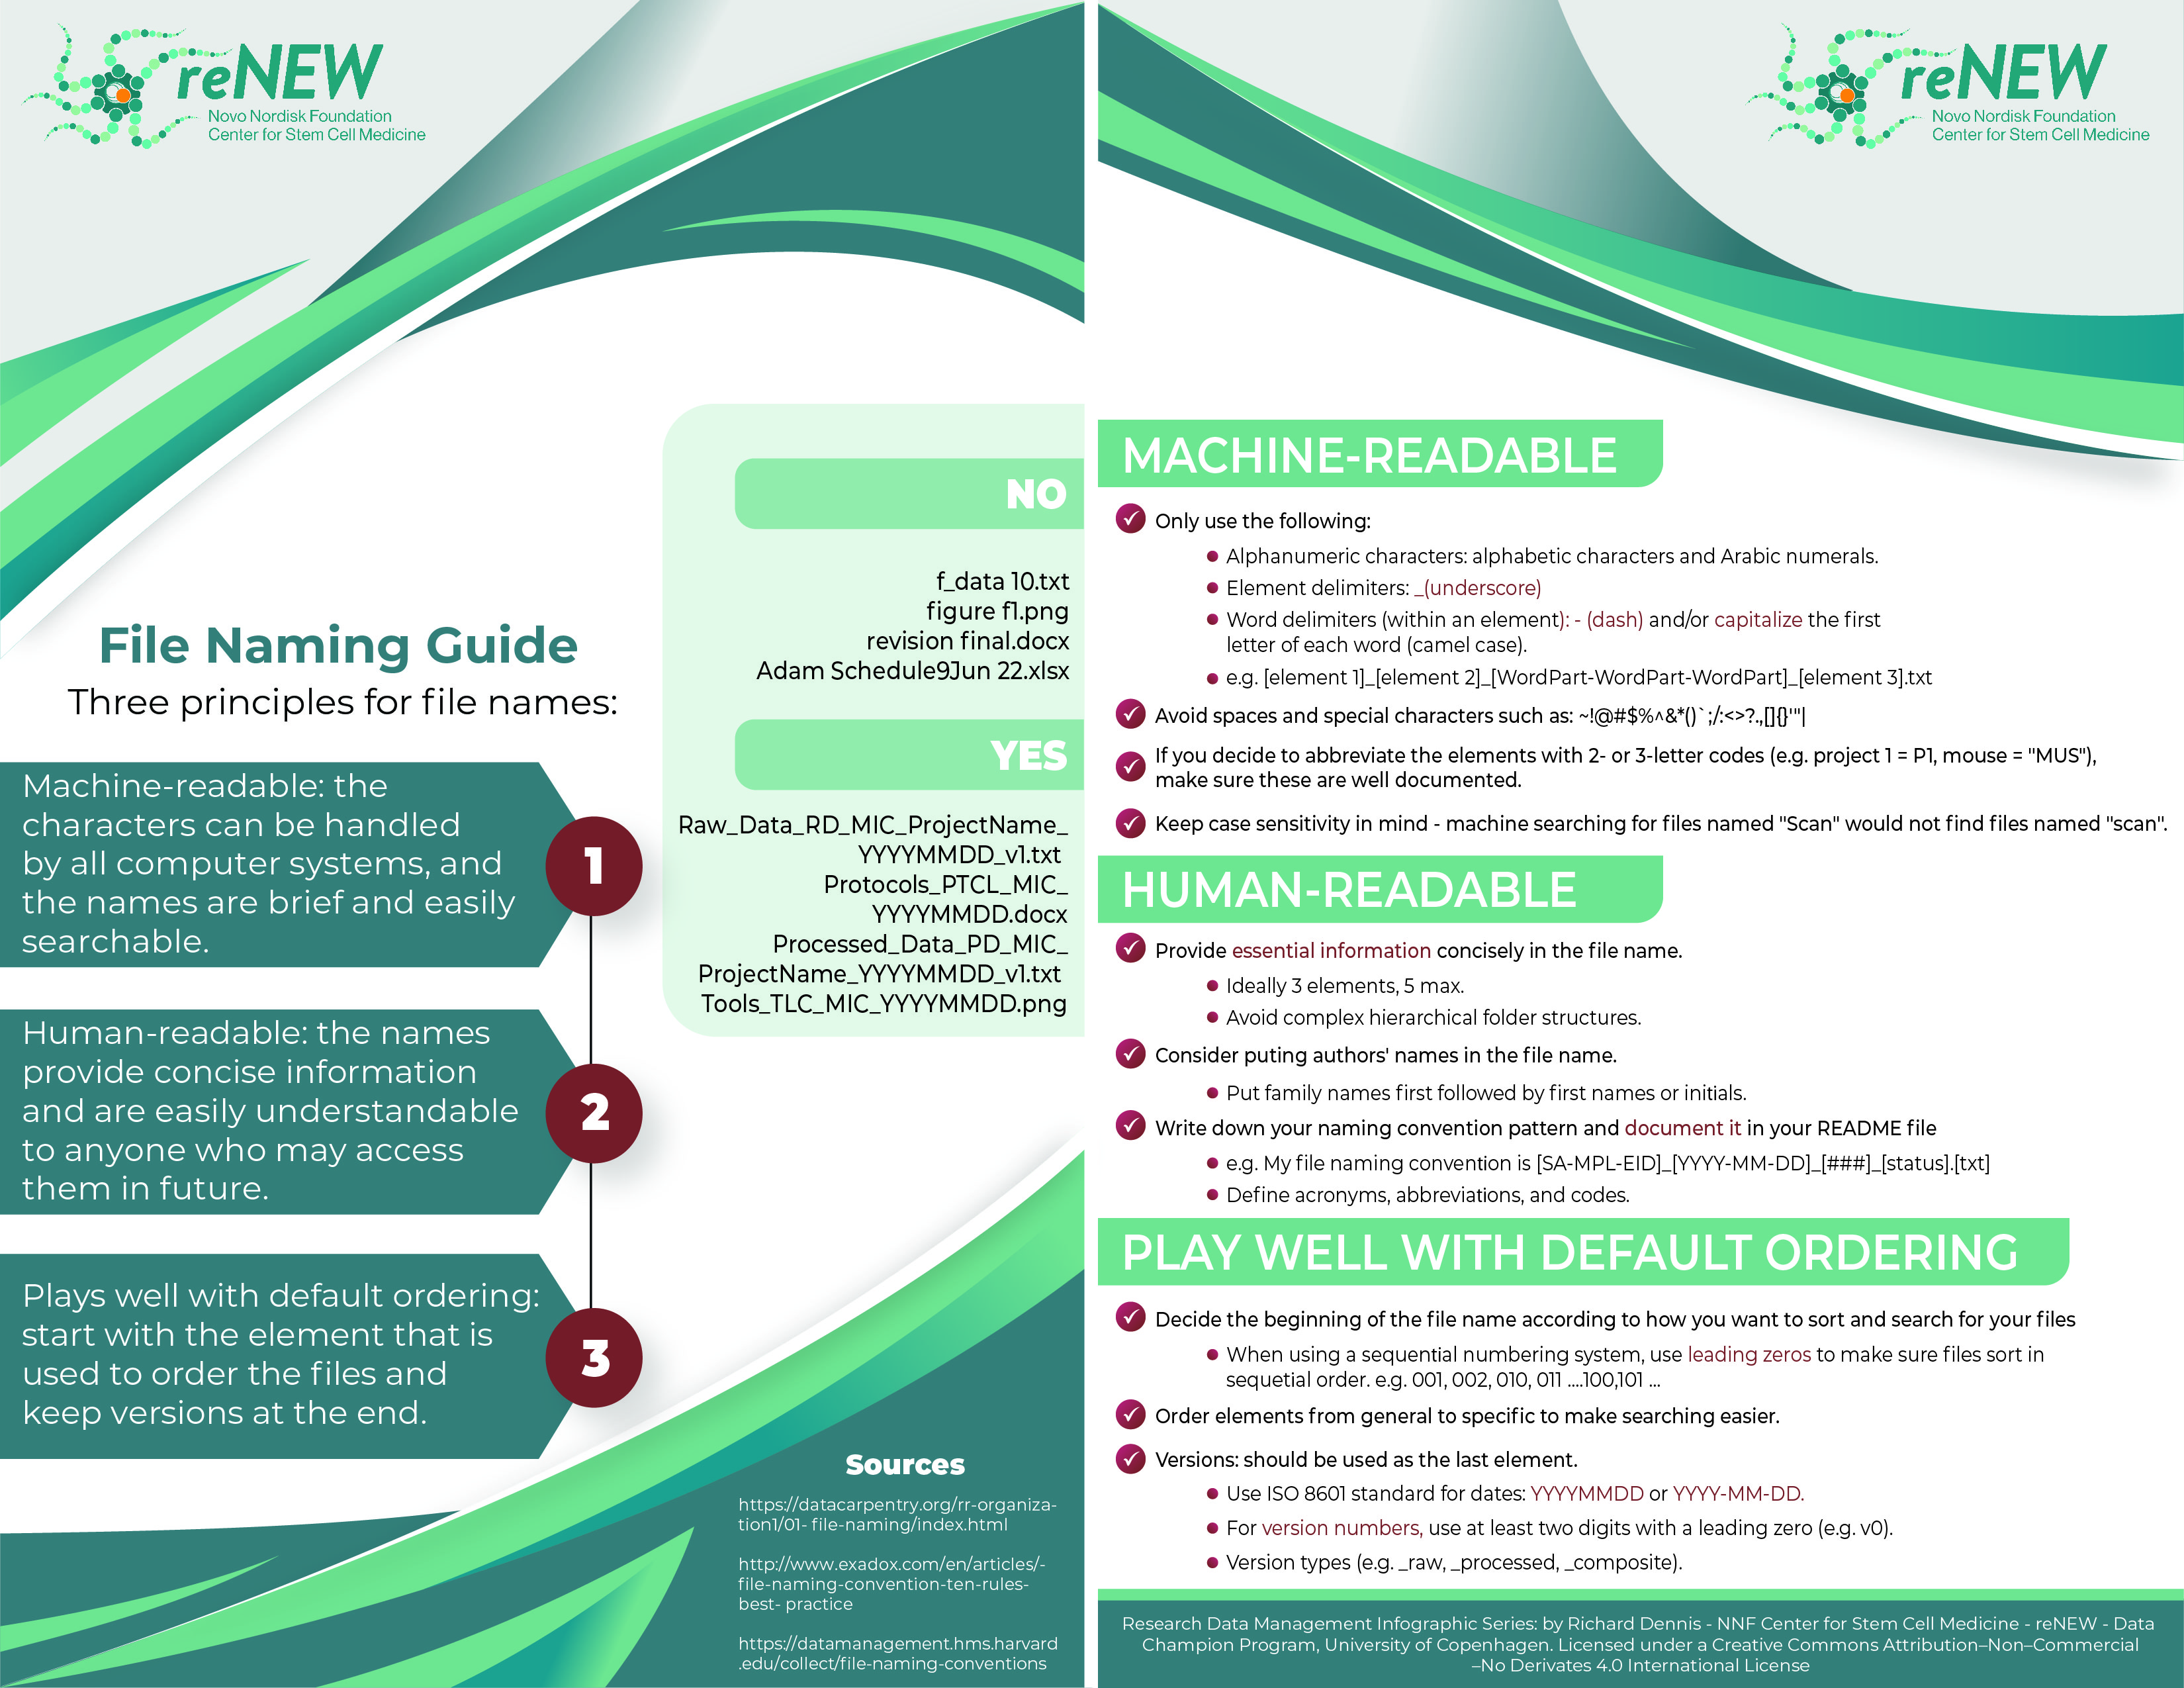 reNEW
Novo Nordisk Foundation
Center for Stem Cell Medicine
File Naming Guide
Three principles for file names:
Machine-readable: the
characters can be handled
by all computer systems, and
the names are brief and easily
searchable.
1
Human-readable: the names
provide concise information
and are easily understandable
to anyone who may access
them in future.
2
Plays well with default ordering:
start with the element that is
used to order the files and
keep versions at the end.
3
NO
f_data 10.txt
figure f1.png
revision final.docx
Adam Schedule9Jun 22.xlsx
YES
Raw_Data_RD_MIC_ProjectName_
YYYYMMDD_v1.txt
Protocols_PTCL_MIC_
YYYYMMDD.docx
Processed_Data_PD_MIC_
ProjectName_YYYYMMDD_v1.txt
Tools_TLC_MIC_YYYYMMDD.png
Sources
https://datacarpentry.org/rr-organiza-
tion1/01- file-naming/index.html
http://www.exadox.com/en/articles/-
file-naming-convention-ten-rules-
best- practice
https://datamanagement.hms.harvard
.edu/collect/file-naming-conventions
reNEW
Novo Nordisk Foundation
Center for Stem Cell Medicine
MACHINE-READABLE
Only use the following:
Alphanumeric characters: alphabetic characters and Arabic numerals.
Element delimiters: _(underscore)
Word delimiters (within an element): - (dash) and/or capitalize the first
letter of each word (camel case).
e.g. [element 1]_[element 2]_[WordPart-WordPart-WordPart]_[element 3].txt
Avoid spaces and special characters such as: ~!@#$%^&*()`;/:<>?.,[]{}'"|
If you decide to abbreviate the elements with 2- or 3-letter codes (e.g. project 1 = P1, mouse = "MUS"),
make sure these are well documented.
Keep case sensitivity in mind - machine searching for files named "Scan" would not find files named "scan".
HUMAN-READABLE
Provide essential information concisely in the file name.
Ideally 3 elements, 5 max.
Avoid complex hierarchical folder structures.
Consider puting authors' names in the file name.
Put family names first followed by first names or initials.
Write down your naming convention pattern and document it in your README file
e.g. My file naming convention is [SA-MPL-EID]_[YYYY-MM-DD]_[###]_[status].[txt]
Define acronyms, abbreviations, and codes.
PLAY WELL WITH DEFAULT ORDERING
Decide the beginning of the file name according to how you want to sort and search for your files
When using a sequential numbering system, use leading zeros to make sure files sort in
sequetial order. e.g. 001, 002, 010, 011 ....100,101 ...
Order elements from general to specific to make searching easier.
Versions: should be used as the last element.
Use ISO 8601 standard for dates: YYYYMMDD or YYYY-MM-DD.
For version numbers, use at least two digits with a leading zero (e.g. v0).
Version types (e.g. _raw, _processed, _composite).
Research Data Management Infographic Series: by Richard Dennis - NNF Center for Stem Cell Medicine - reNEW - Data
Champion Program, University of Copenhagen. Licensed under a Creative Commons Attribution–Non–Commercial
–No Derivates 4.0 International License